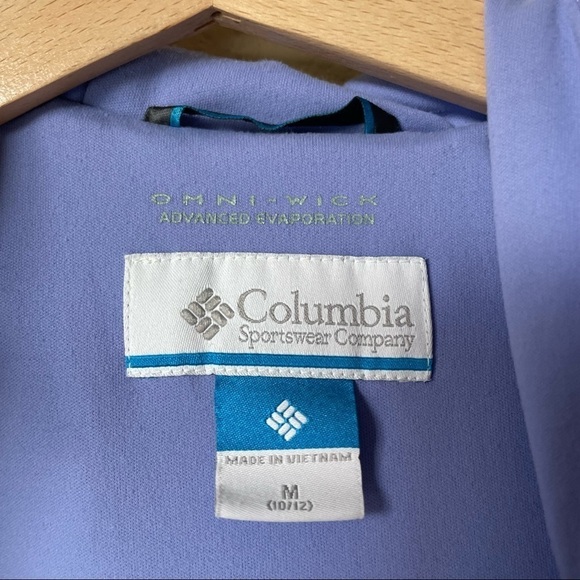 OMNI-WICK
ADVANCED EVAPORATION
Columbia
Sportswear Company
MADE IN VIETNAM
M
(10/12)